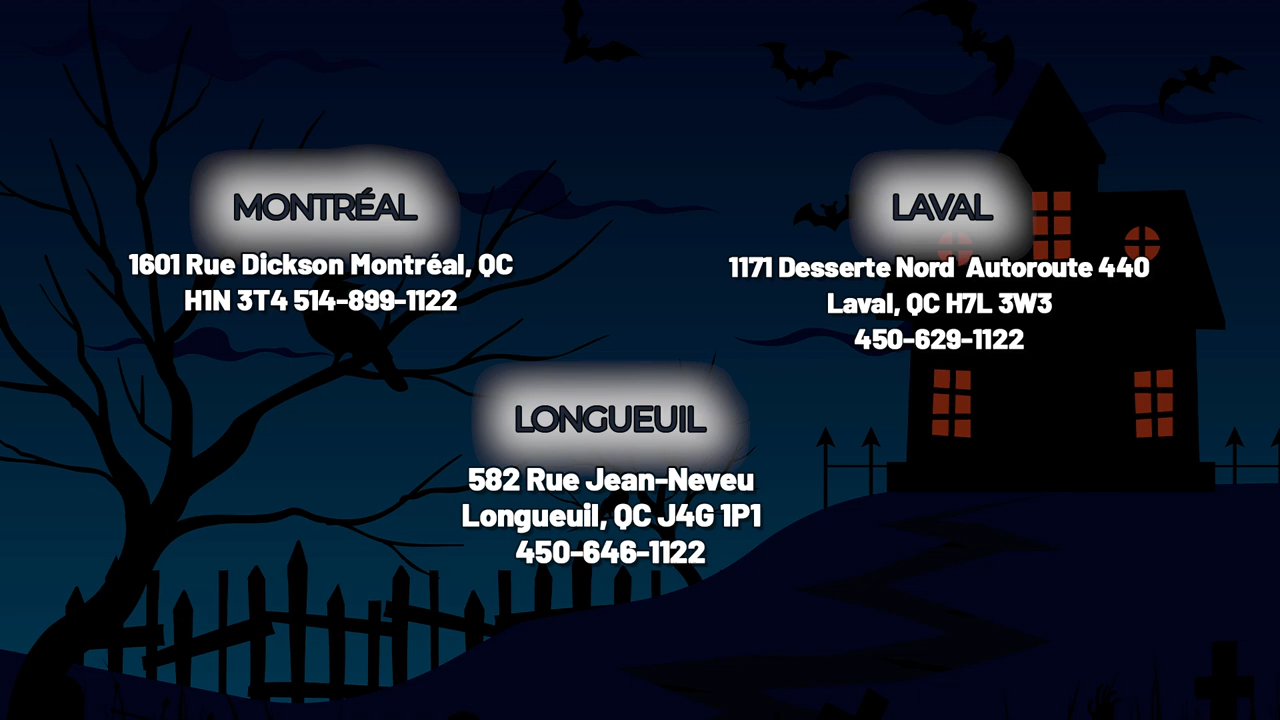 MONTRÉAL
1601 Rue Dickson Montréal, QC
H1N 3T4 514-899-1122
LAVAL
1171 Desserte Nord  Autoroute 440
Laval, QC H7L 3W3
450-629-1122
LONGUEUIL
582 Rue Jean-Neveu
Longueuil, QC J4G 1P1
450-646-1122